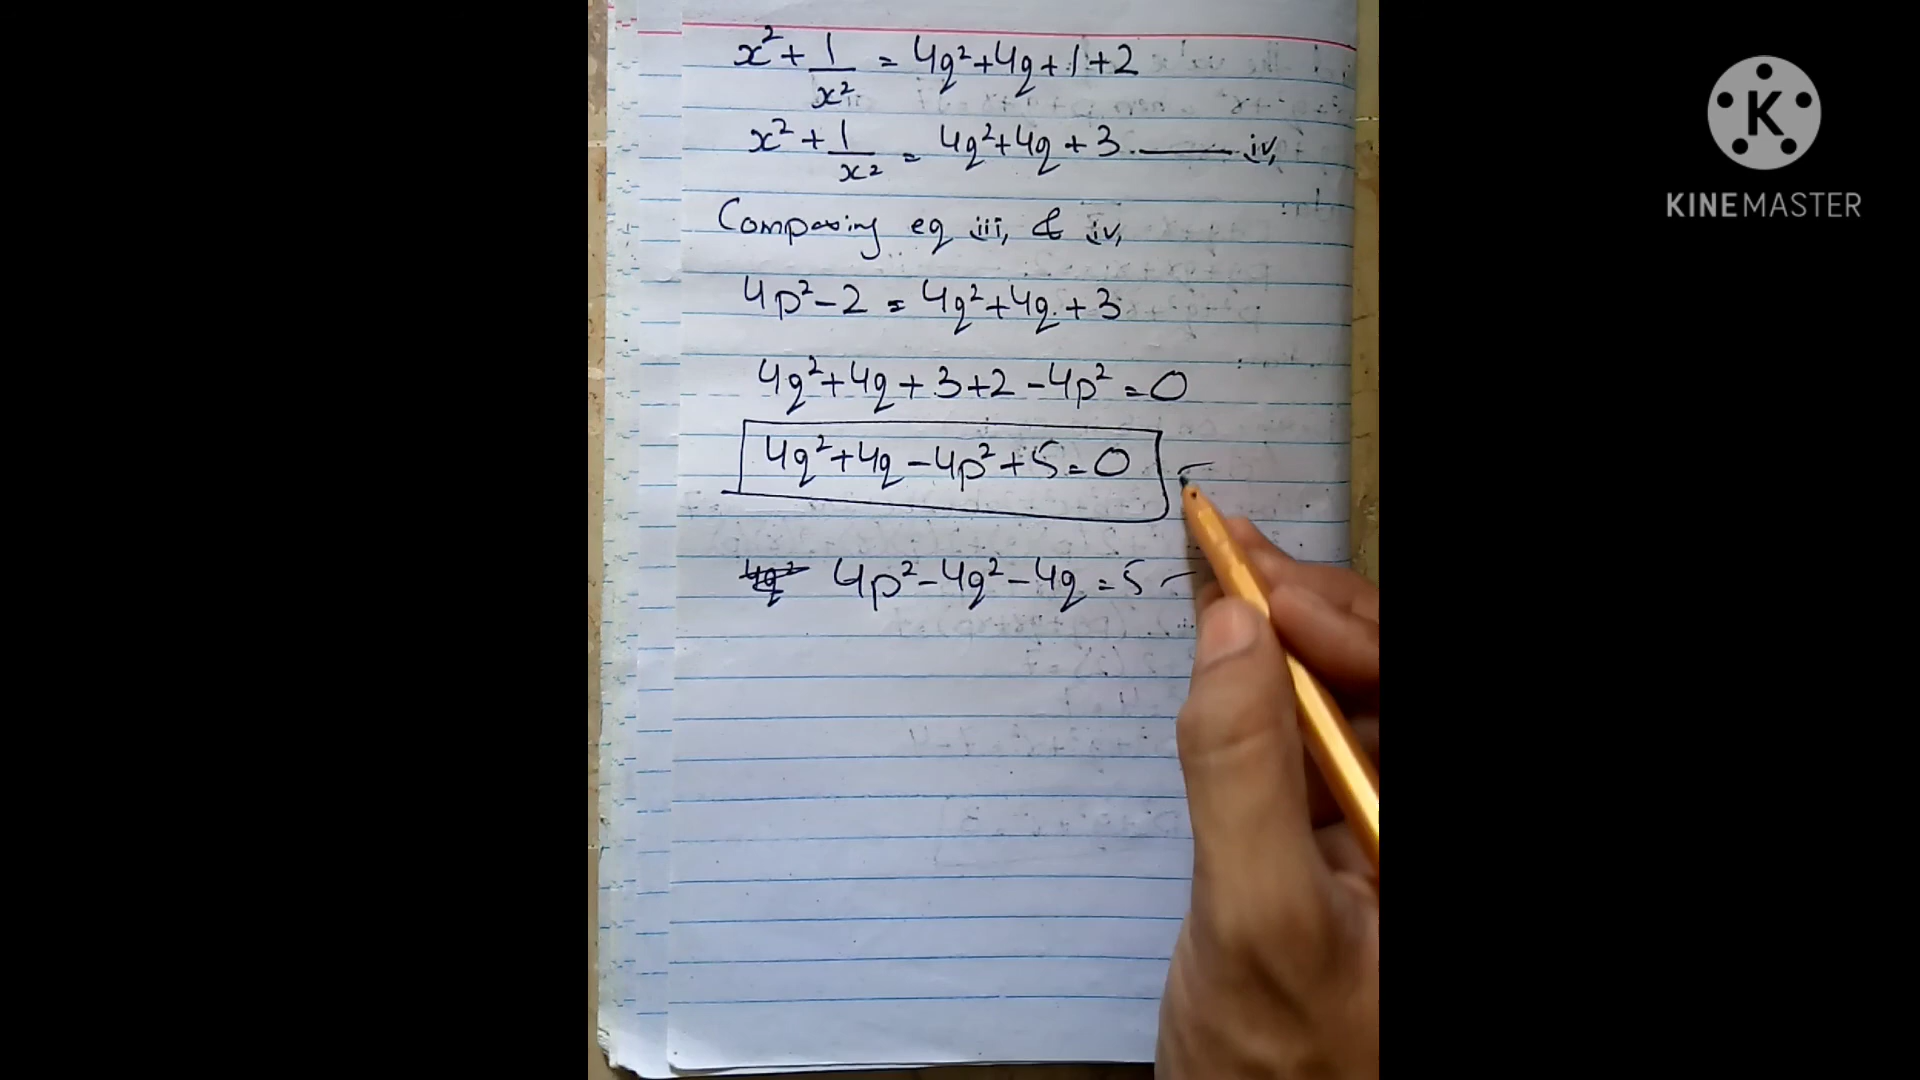 x² + 1/x² = 4q²+4q+1+2
x² + 1/x² = 4q²+4q+3 —— iv,
Comparing eq iii, & iv,
4p²-2 = 4q²+4q+3
4q²+4q+3+2-4p²=0
4q²+4q-4p²+5=0
4p²-4q²-4q=5
K
KINEMASTER